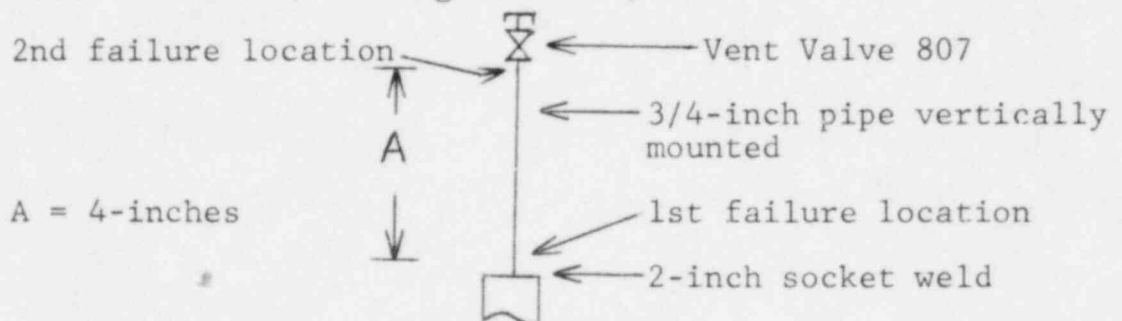 2nd failure location
Vent Valve 807
3/4-inch pipe vertically
mounted
A
A = 4-inches
1st failure location
2-inch socket weld